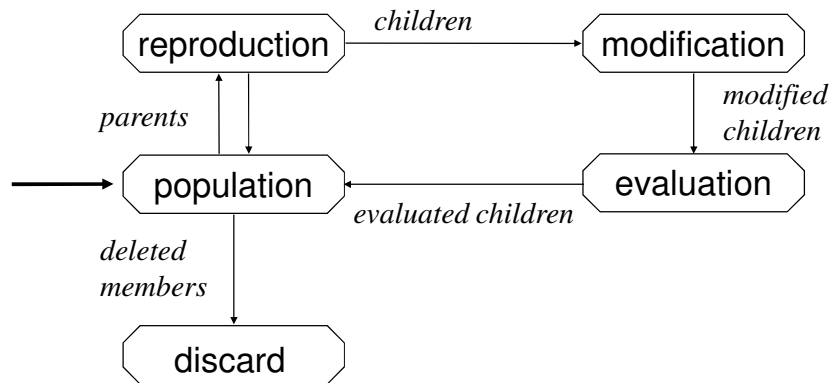 reproduction
children
modification
parents
modified
children
population
evaluated children
evaluation
deleted
members
discard